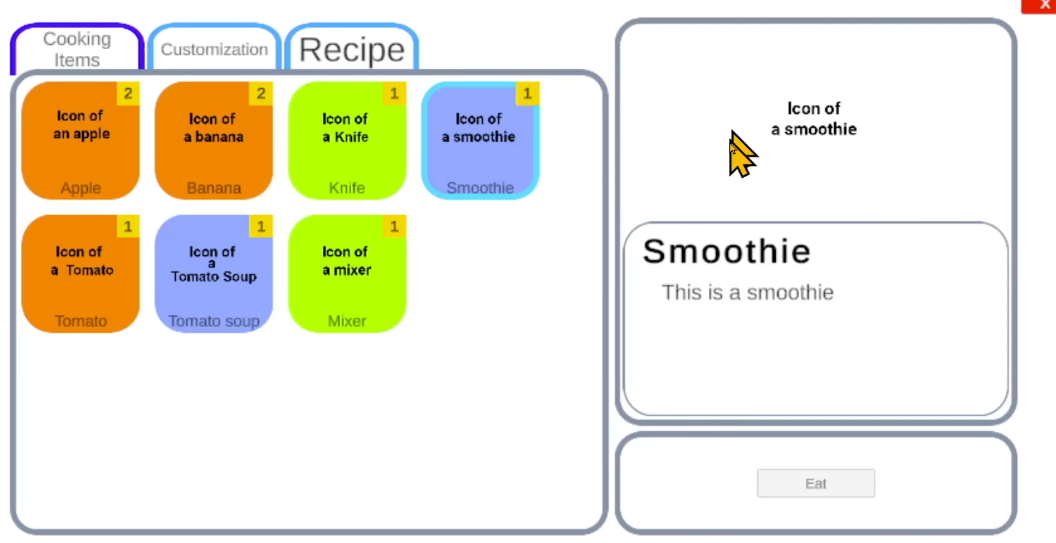 x
Cooking
Items
Customization
Recipe
2
Icon of
an apple
Apple
2
Icon of
a banana
Banana
1
Icon of
a Knife
Knife
1
Icon of
a smoothie
Smoothie
1
Icon of
a Tomato
Tomato
1
Icon of
a
Tomato Soup
Tomato soup
1
Icon of
a mixer
Mixer
Icon of
a smoothie
Smoothie
This is a smoothie
Eat